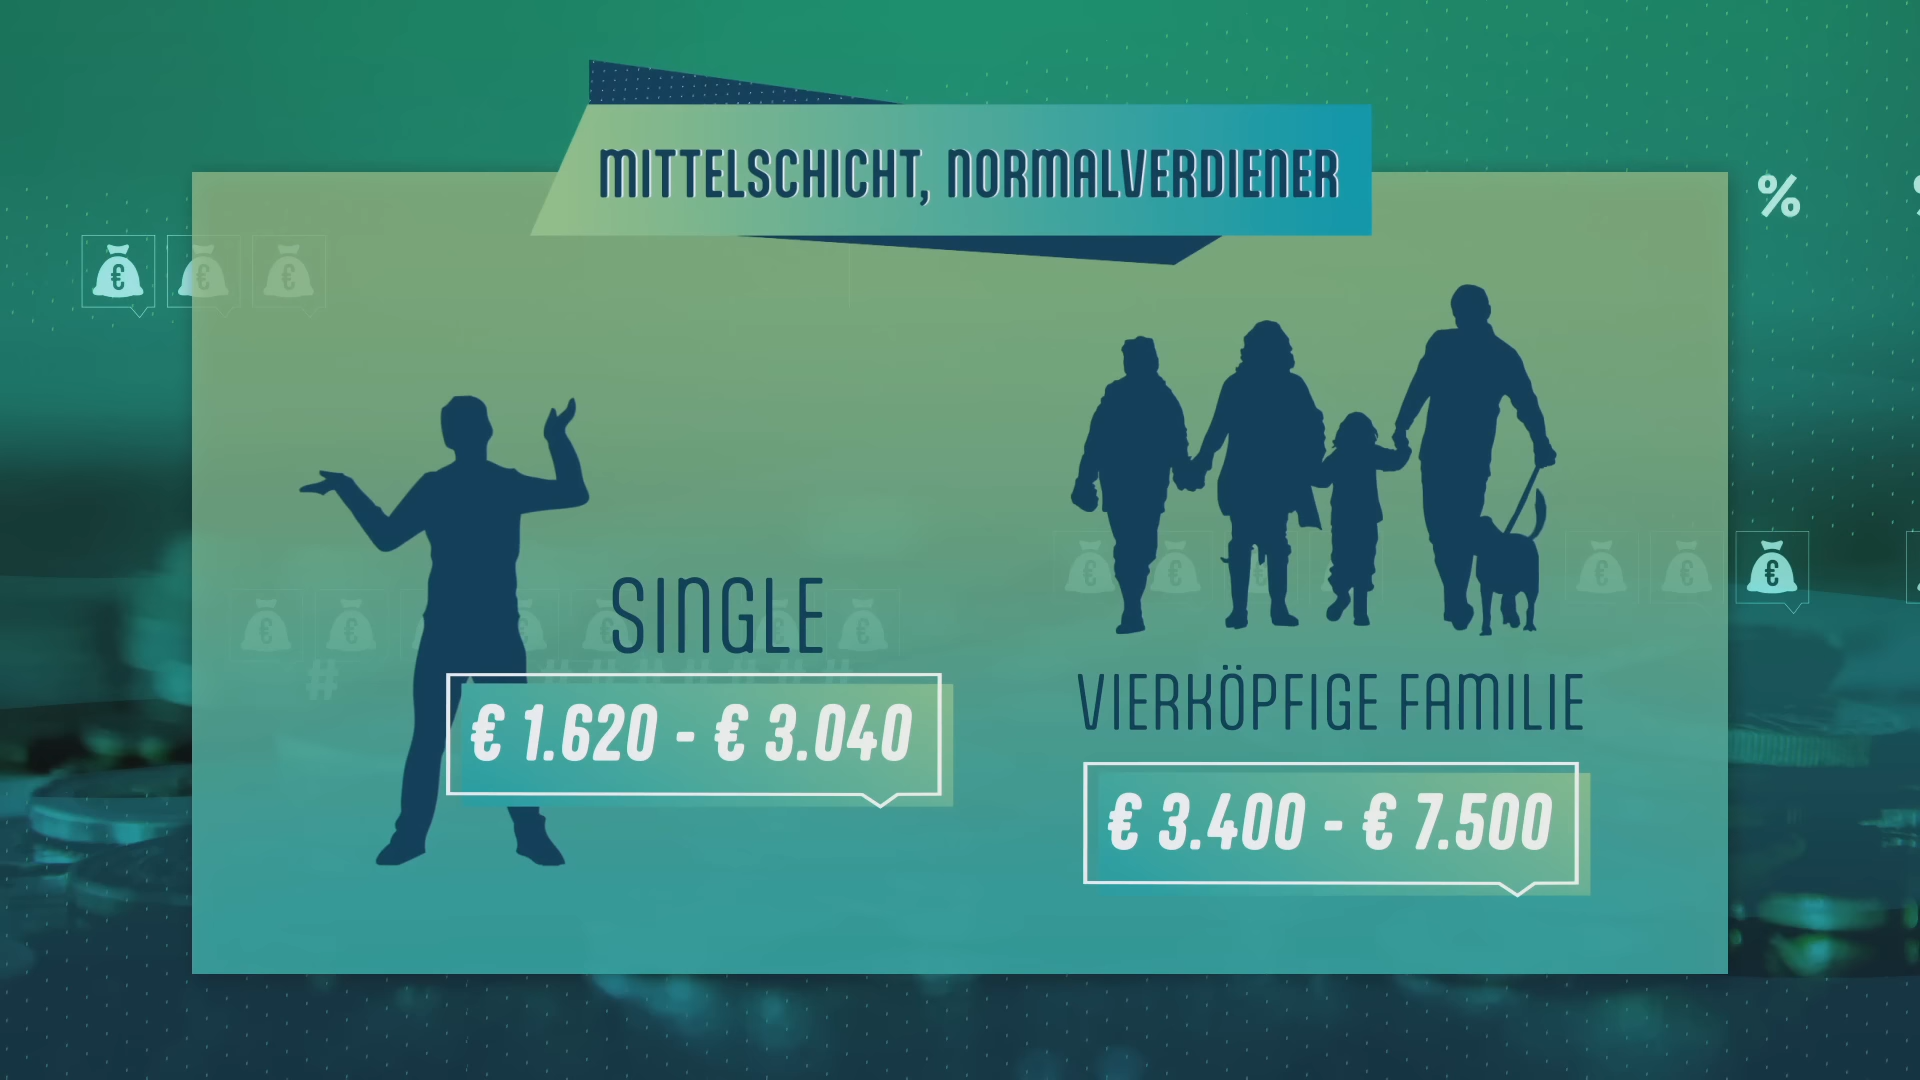 MITTELSCHICHT, NORMALVERDIENER
%
SINGLE
€ 1.620 - € 3.040
VIERKÖPFIGE FAMILIE
€ 3.400 - € 7.500